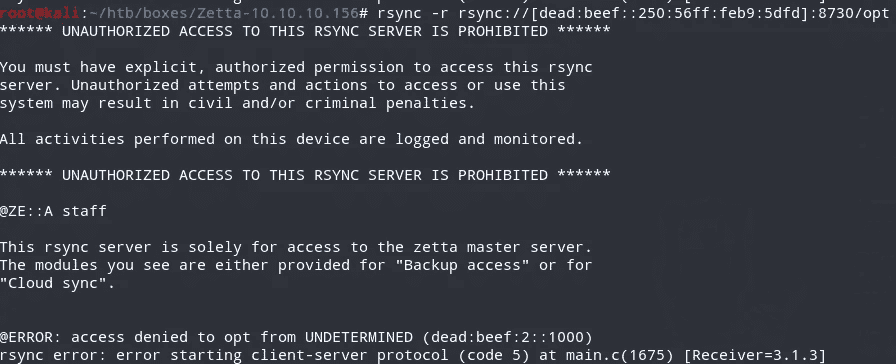 root@kali:~/htb/boxes/Zetta-10.10.10.156# rsync -r rsync://[dead:beef::250:56ff:feb9:5dfd]:8730/opt
****** UNAUTHORIZED ACCESS TO THIS RSYNC SERVER IS PROHIBITED ******
You must have explicit, authorized permission to access this rsync
server. Unauthorized attempts and actions to access or use this
system may result in civil and/or criminal penalties.
All activities performed on this device are logged and monitored.
****** UNAUTHORIZED ACCESS TO THIS RSYNC SERVER IS PROHIBITED ******
@ZE::A staff
This rsync server is solely for access to the zetta master server.
The modules you see are either provided for "Backup access" or for
"Cloud sync".
@ERROR: access denied to opt from UNDETERMINED (dead:beef:2::1000)
rsync error: error starting client-server protocol (code 5) at main.c(1675) [Receiver=3.1.3]